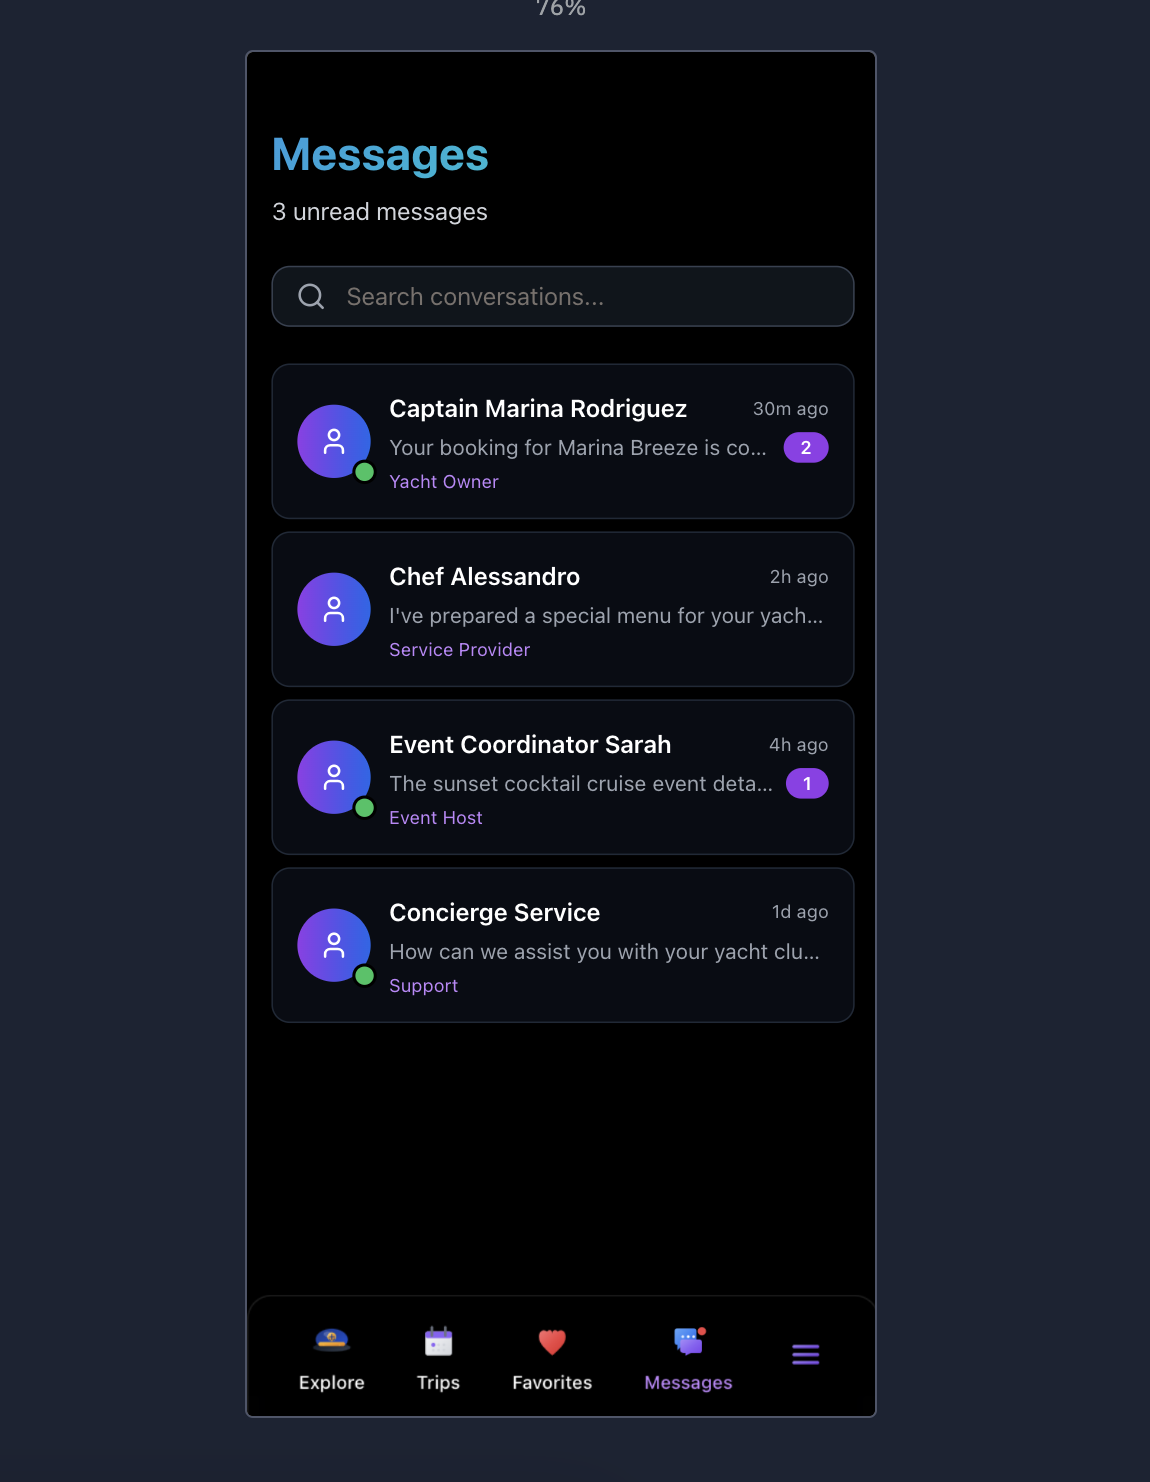 76%
Messages
3 unread messages
Search conversations...
Captain Marina Rodriguez 30m ago
Your booking for Marina Breeze is co... 2
Yacht Owner
Chef Alessandro 2h ago
I've prepared a special menu for your yach...
Service Provider
Event Coordinator Sarah 4h ago
The sunset cocktail cruise event deta... 1
Event Host
Concierge Service 1d ago
How can we assist you with your yacht clu...
Support
Explore Trips Favorites Messages